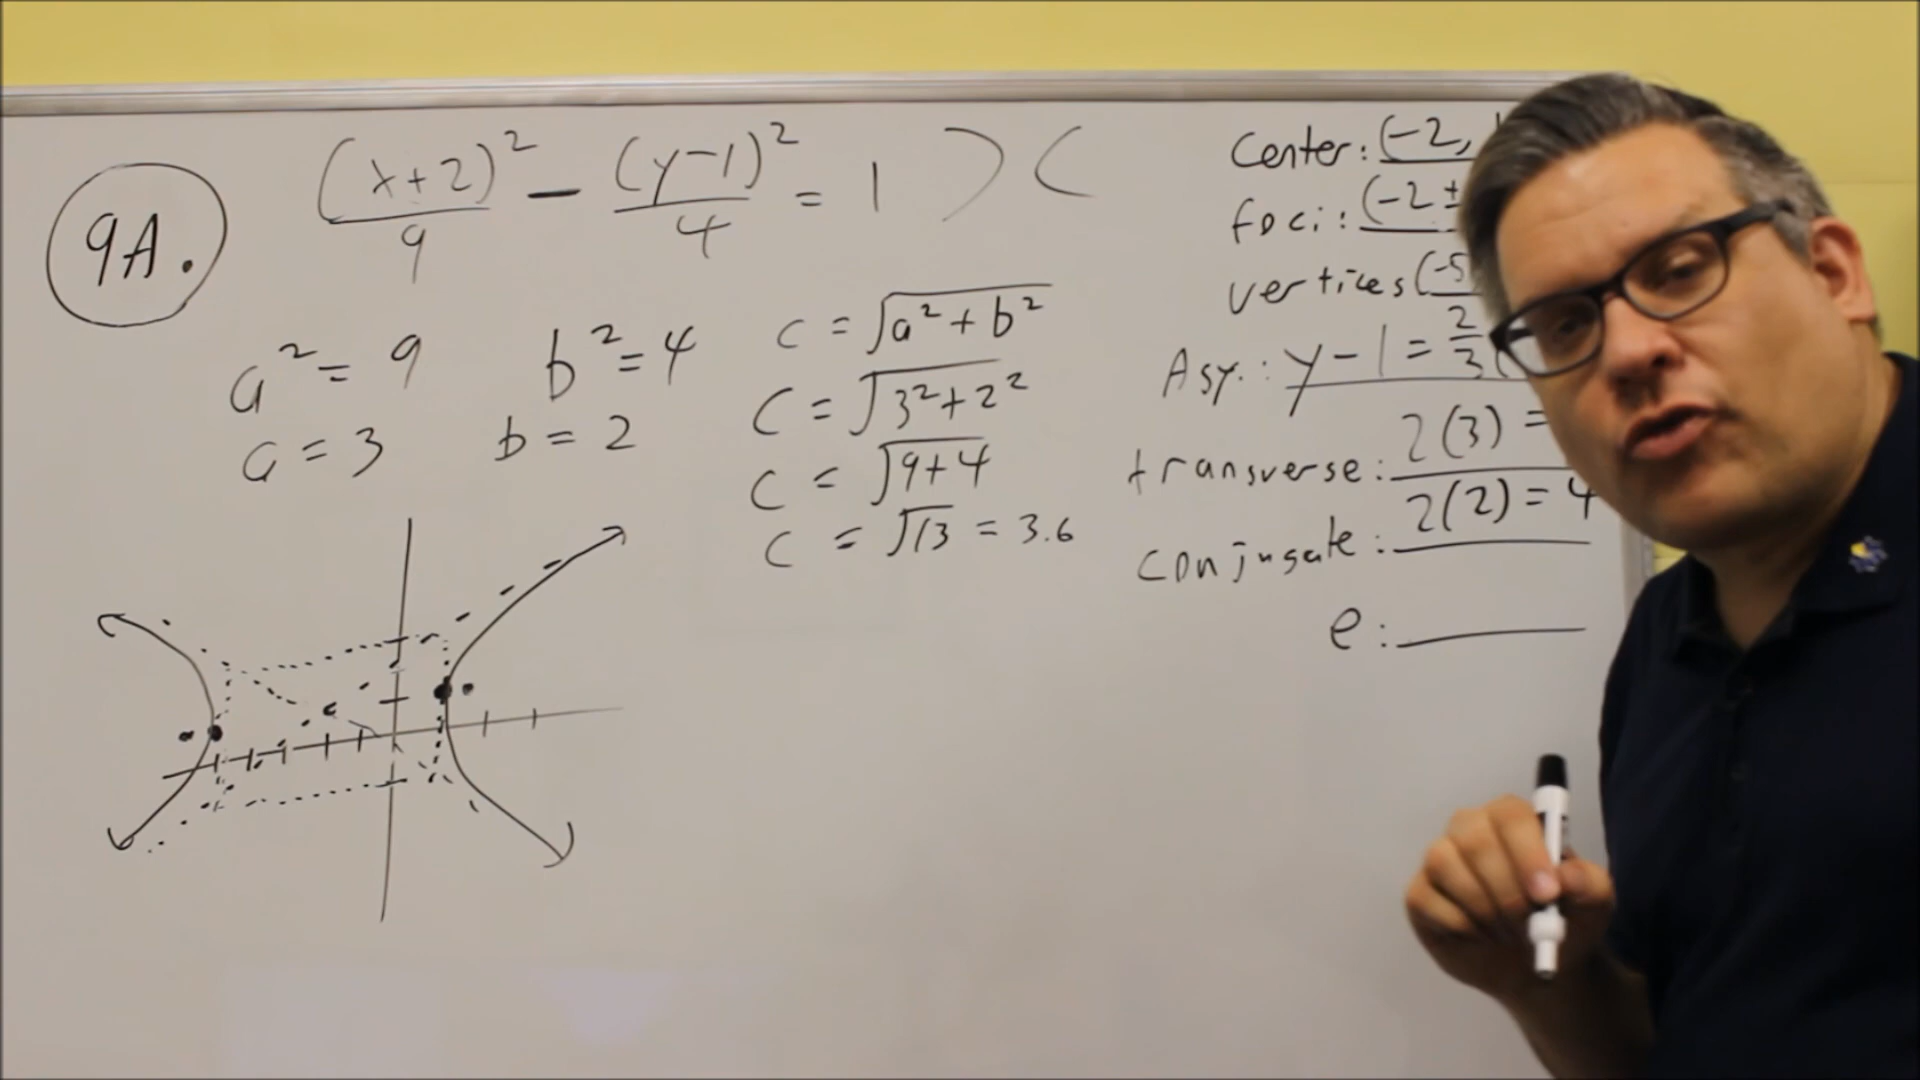 9A.
(x+2)²/9 − (y−1)²/4 = 1
a² = 9 b² = 4
a = 3 b = 2
c = √a² + b²
c = √3² + 2²
c = √9 + 4
c = √13 = 3.6
Center: (−2,
foci: (−2 ±
vertices (−5
Asy.: y − 1 = 2/3 (
transverse: 2(3) =
conjugate: 2(2) = 4
e: